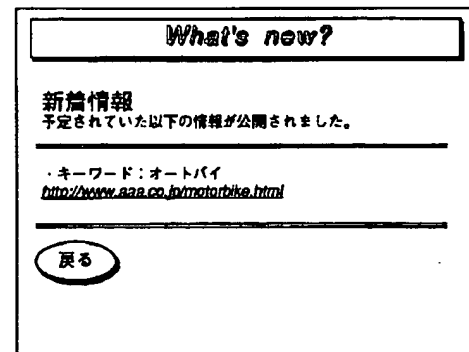 What's new?
新着情報
予定されていた以下の情報が公開されました。
・キーワード：オートバイ
http://www.aaa.co.jp/motorbike.html
戻る